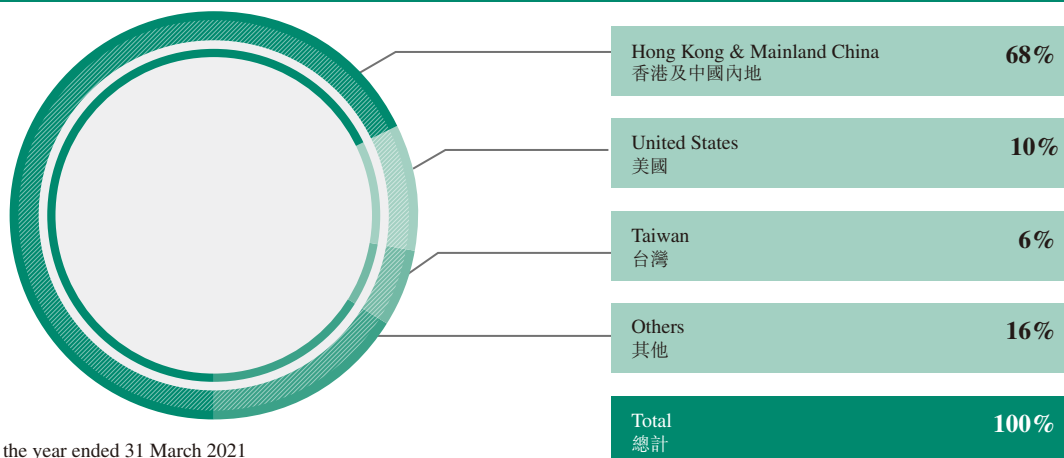 Hong Kong & Mainland China 68%
香港及中國內地
United States 10%
美國
Taiwan 6%
台灣
Others 16%
其他
Total 100%
總計
the year ended 31 March 2021